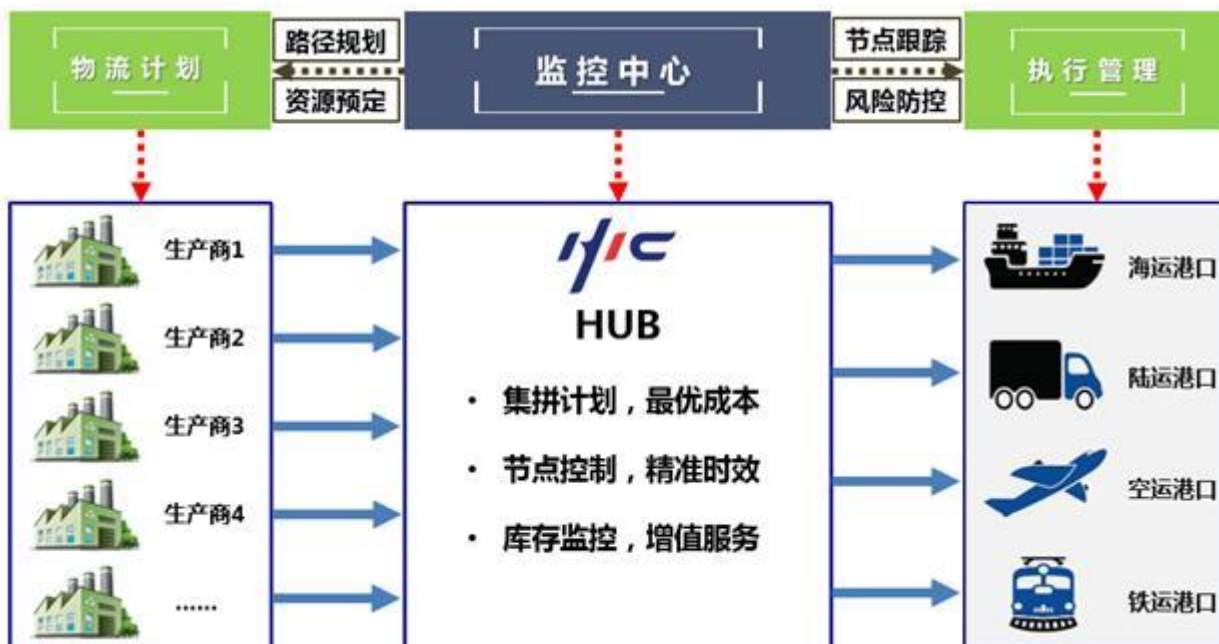 物流计划
路径规划
资源预定
监控中心
节点跟踪
风险防控
执行管理
生产商1
生产商2
生产商3
生产商4
......
HIC
HUB
• 集拼计划，最优成本
• 节点控制，精准时效
• 库存监控，增值服务
海运港口
陆运港口
空运港口
铁运港口